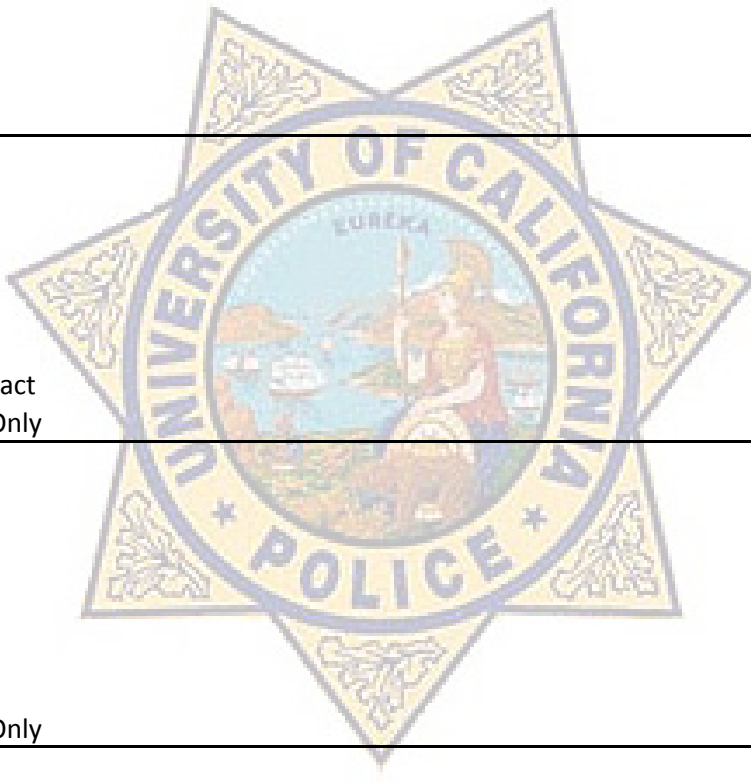 UNIVERSITY OF CALIFORNIA
EUREKA
act
Only
POLICE
Only